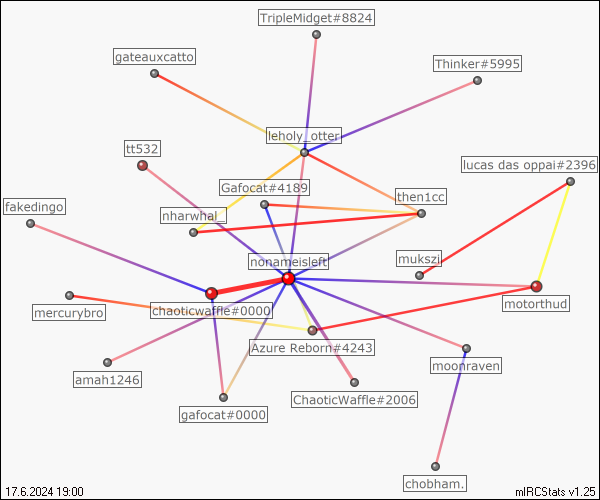 TripleMidget#8824
gateauxcatto
Thinker#5995
leholy_otter
tt532
lucas das oppai#2396
Gafocat#4189
then1cc
fakedingo
nharwhal_
nonameisleft
mukszi
chaoticwaffle#0000
motorthud
mercurybro
Azure Reborn#4243
moonraven
amah1246
ChaoticWaffle#2006
gafocat#0000
chobham.
17.6.2024 19:00
mIRCStats v1.25